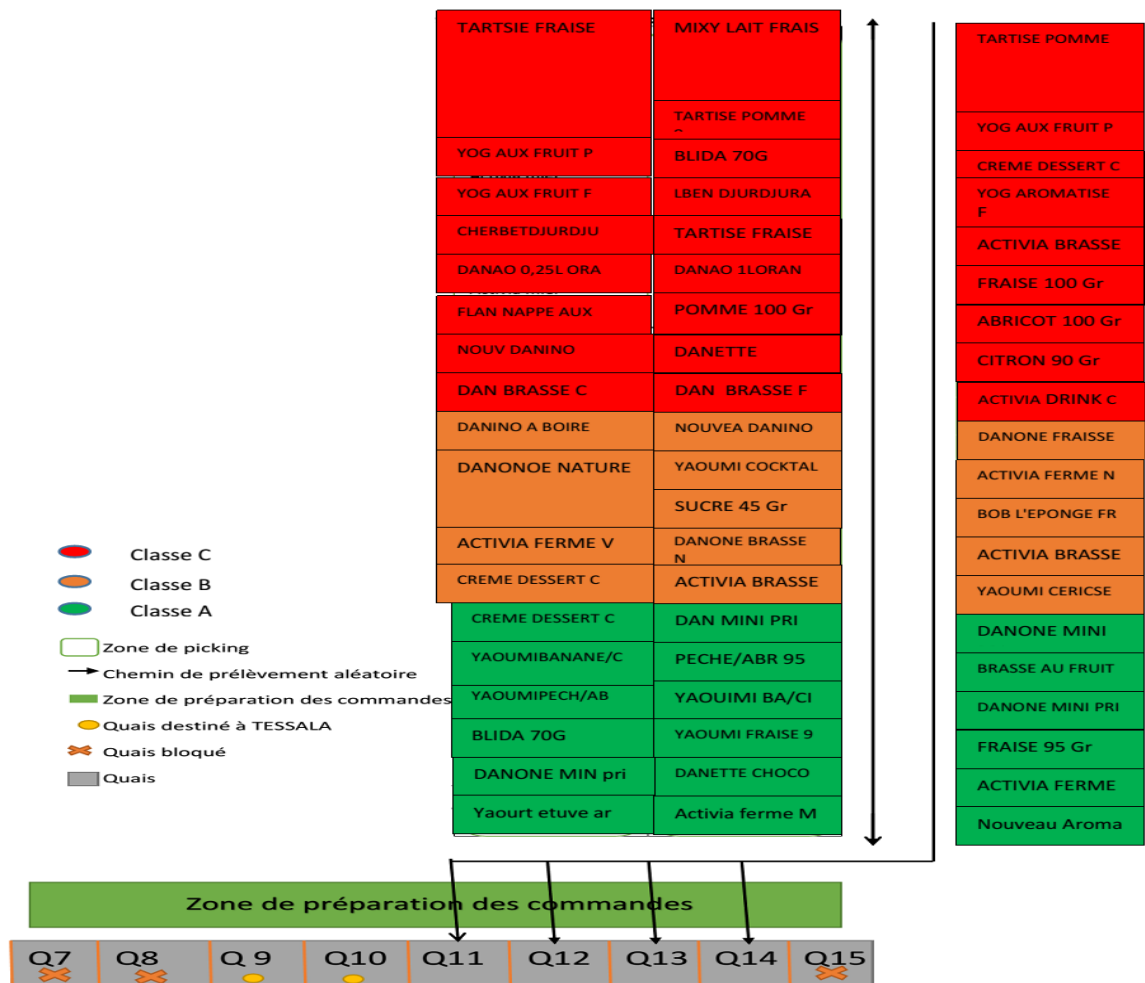 TARTSIE FRAISE
YOG AUX FRUIT P
YOG AUX FRUIT F
CHERBETDJURDJU
DANAO 0,25L ORA
FLAN NAPPE AUX
NOUV DANINO
DAN BRASSE C
DANINO A BOIRE
DANONOE NATURE
ACTIVIA FERME V
CREME DESSERT C
CREME DESSERT C
YAOUMIBANANE/C
YAOUMIPECH/AB
BLIDA 70G
DANONE MIN pri
Yaourt etuve ar
MIXY LAIT FRAIS
TARTISE POMME
BLIDA 70G
LBEN DJURDJURA
TARTISE FRAISE
DANAO 1LORAN
POMME 100 Gr
DANETTE
DAN BRASSE F
NOUVEA DANINO
YAOUMI COCKTAL
SUCRE 45 Gr
DANONE BRASSE
N
ACTIVIA BRASSE
DAN MINI PRI
PECHE/ABR 95
YAOUIMI BA/CI
YAOUMI FRAISE 9
DANETTE CHOCO
Activia ferme M
TARTISE POMME
YOG AUX FRUIT P
CREME DESSERT C
YOG AROMATISE
F
ACTIVIA BRASSE
FRAISE 100 Gr
ABRICOT 100 Gr
CITRON 90 Gr
ACTIVIA DRINK C
DANONE FRAISSE
ACTIVIA FERME N
BOB L'EPONGE FR
ACTIVIA BRASSE
YAOUMI CERICSE
DANONE MINI
BRASSE AU FRUIT
DANONE MINI PRI
FRAISE 95 Gr
ACTIVIA FERME
Nouveau Aroma
Classe C
Classe B
Classe A
Zone de picking
Chemin de prélèvement aléatoire
Zone de préparation des commandes
Quais destiné à TESSALA
Quais bloqué
Quais
Zone de préparation des commandes
Q7 Q8 Q 9 Q10 Q11 Q12 Q13 Q14 Q15